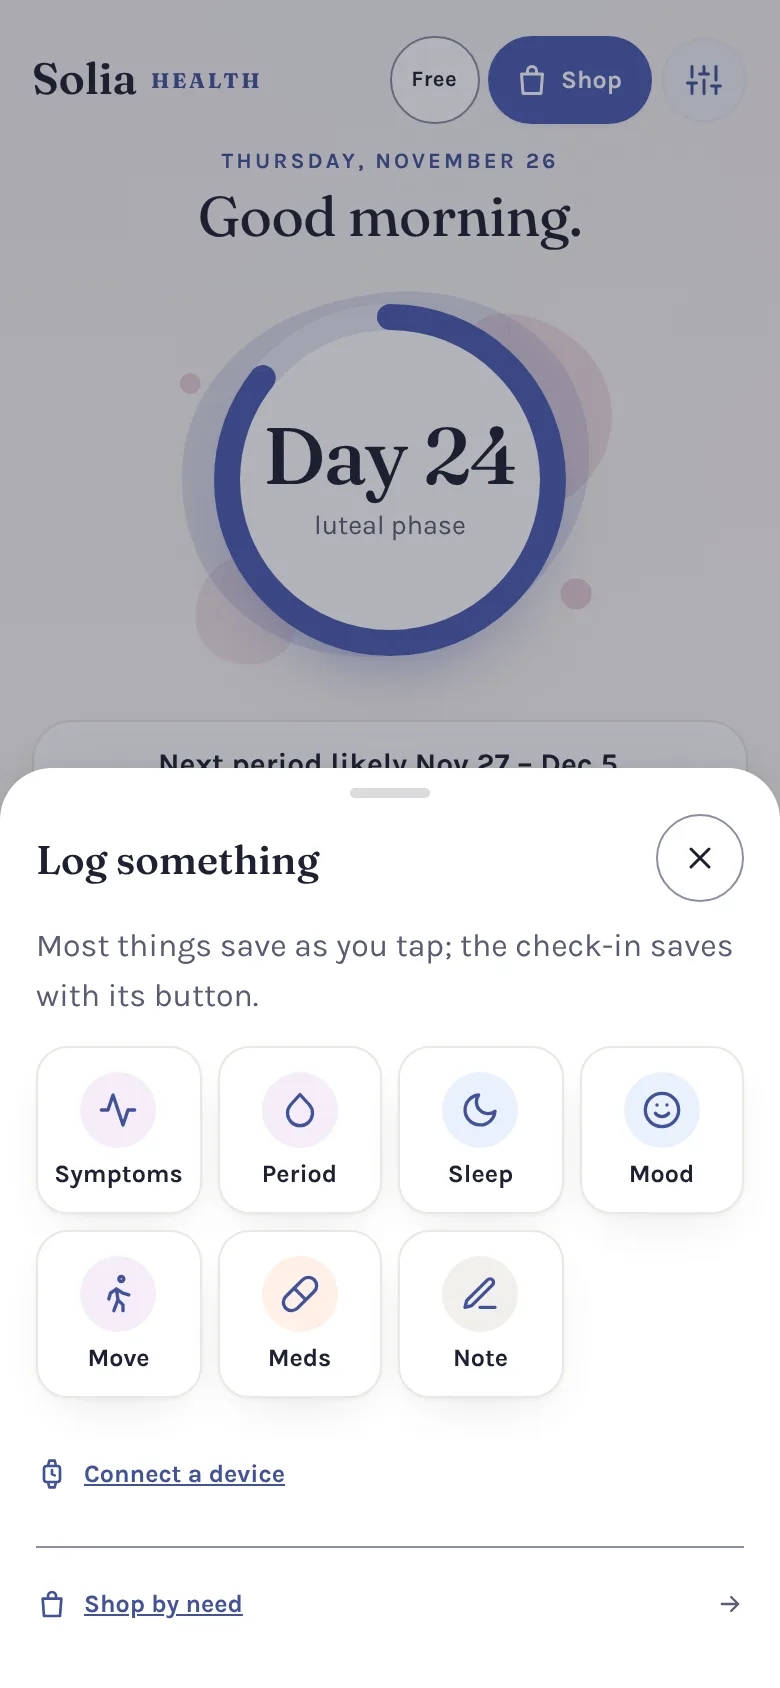 Solia HEALTH
Free
Shop
THURSDAY, NOVEMBER 26
Good morning.
Day 24
luteal phase
Next period likely Nov 27 – Dec 5
Log something
Most things save as you tap; the check-in saves
with its button.
Symptoms
Period
Sleep
Mood
Move
Meds
Note
Connect a device
Shop by need